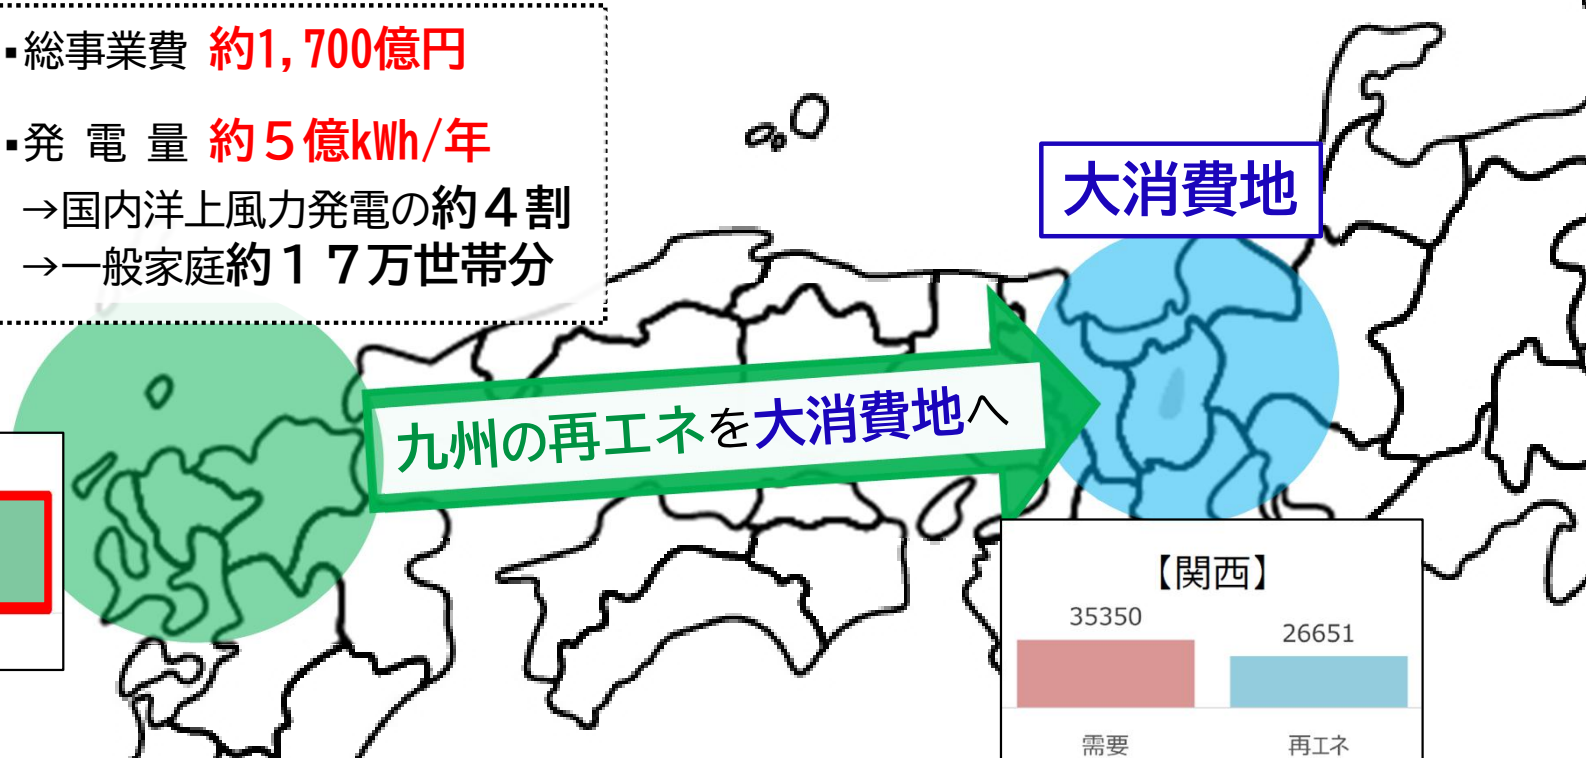 ▪総事業費 約1,700億円
▪発 電 量 約５億kWh/年
→国内洋上風力発電の約４割
→一般家庭約１７万世帯分
大消費地
九州の再エネを大消費地へ
【関西】
35350
26651
需要
再エネ